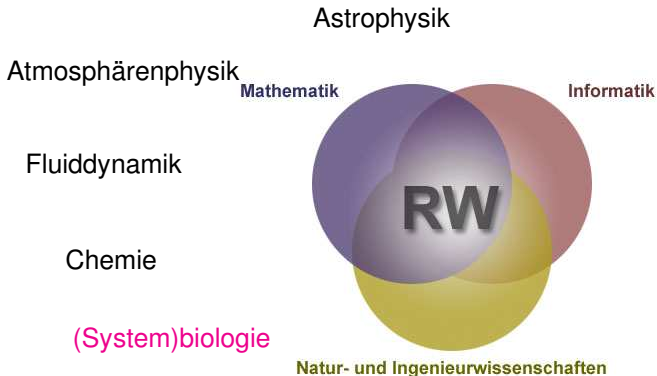 Astrophysik
Atmosphärenphysik
Mathematik
Informatik
Fluiddynamik
RW
Chemie
(System)biologie
Natur- und Ingenieurwissenschaften